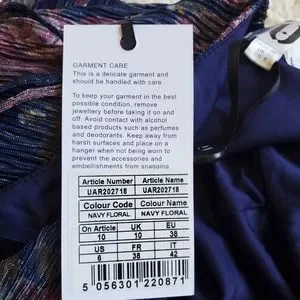 GARMENT CARE
This is a delicate garment and
should be handled with care.
To keep your garment in the best
possible condition, remove
jewellery before taking it on and
off. Avoid contact with alcohol
based products such as perfumes
and deodorants. Keep away from
harsh surfaces and place on a
hanger when not being worn to
prevent the accessories and
embellishments from snagging
Article Number Article Name
UAR202718 UAR202718
Colour Code Colour Name
NAVY FLORAL NAVY FLORAL
On Article UK EU
10 10 38
US FR IT
6 38 42
5 056301 220871